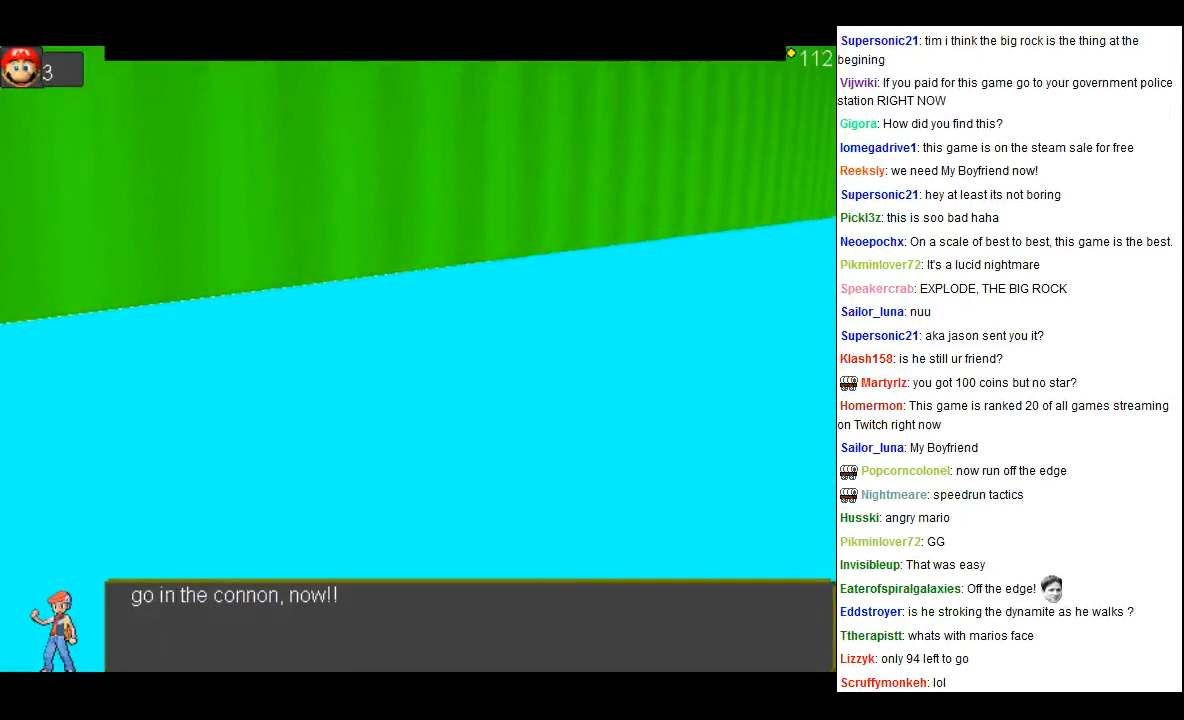 3
112
go in the connon, now!!
Supersonic21: tim i think the big rock is the thing at the
begining
Vijwiki: If you paid for this game go to your government police
station RIGHT NOW
Gigora: How did you find this?
Iomegadrive1: this game is on the steam sale for free
Reeksly: we need My Boyfriend now!
Supersonic21: hey at least its not boring
Pickl3z: this is soo bad haha
Neoepochx: On a scale of best to best, this game is the best.
Pikminlover72: It's a lucid nightmare
Speakercrab: EXPLODE, THE BIG ROCK
Sailor_luna: nuu
Supersonic21: aka jason sent you it?
Klash158: is he still ur friend?
Martyrlz: you got 100 coins but no star?
Homermon: This game is ranked 20 of all games streaming
on Twitch right now
Sailor_luna: My Boyfriend
Popcorncolonel: now run off the edge
Nightmeare: speedrun tactics
Husski: angry mario
Pikminlover72: GG
Invisibleup: That was easy
Eaterofspiralgalaxies: Off the edge!
Eddstroyer: is he stroking the dynamite as he walks ?
Ttherapistt: whats with marios face
Lizzyk: only 94 left to go
Scruffymonkeh: lol